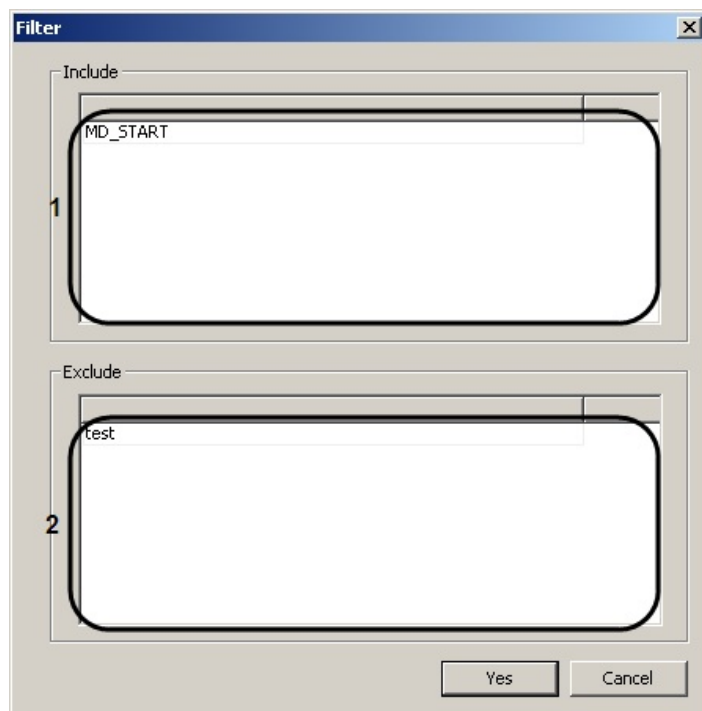 Filter
Include
MD_START
1
Exclude
test
2
Yes Cancel